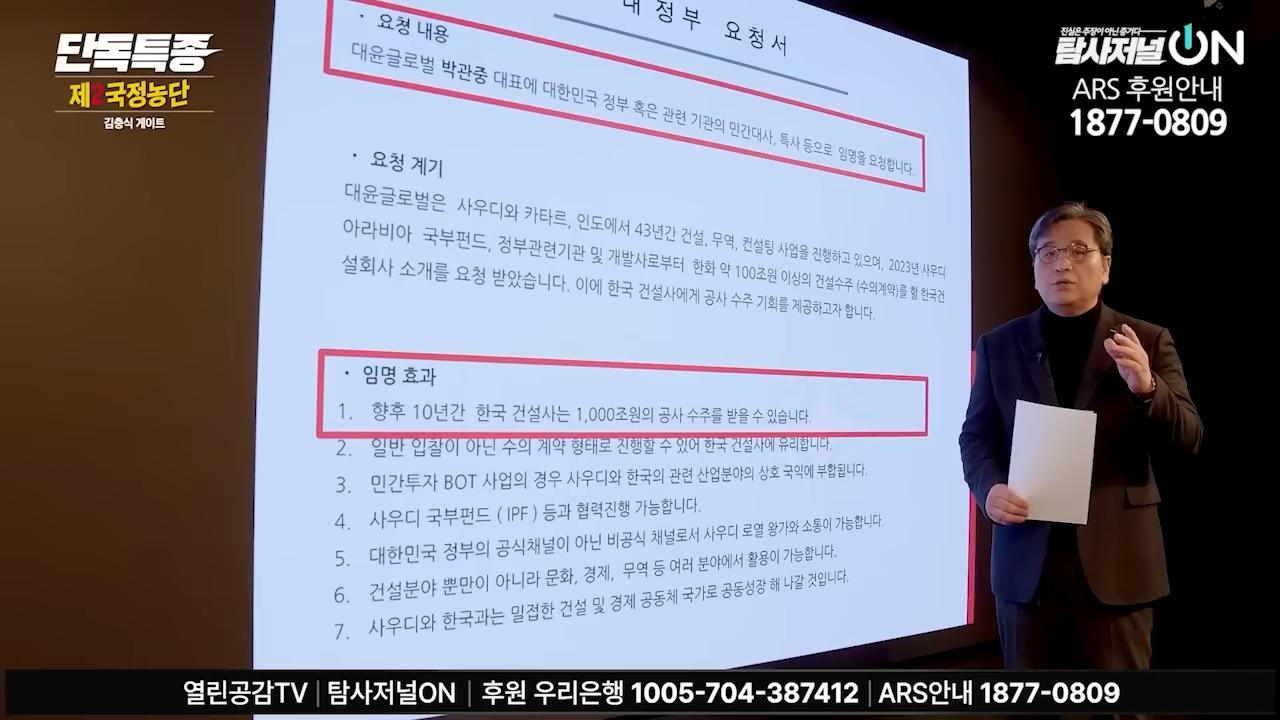 단독특종
제2국정농단
김충식 게이트
진실은 주장이 아닌 증거다
탐사저널ON
ARS 후원안내
1877-0809
대 정부 요청서
· 요청 내용
대윤글로벌 박관중 대표에 대한민국 정부 혹은 관련 기관의 민간대사, 특사 등으로 임명을 요청합니다.
· 요청 계기
대윤글로벌은 사우디와 카타르, 인도에서 43년간 건설, 무역, 컨설팅 사업을 진행하고 있으며, 2023년 사우디
아라비아 국부펀드, 정부관련기관 및 개발사로부터 한화 약 100조원 이상의 건설수주 (수의계약)를 할 한국건
설회사 소개를 요청 받았습니다. 이에 한국 건설사에게 공사 수주 기회를 제공하고자 합니다.
· 임명 효과
1. 향후 10년간 한국 건설사는 1,000조원의 공사 수주를 받을 수 있습니다.
2. 일반 입찰이 아닌 수의 계약 형태로 진행할 수 있어 한국 건설사에 유리합니다.
3. 민간투자 BOT 사업의 경우 사우디와 한국의 관련 산업분야의 상호 국익에 부합됩니다.
4. 사우디 국부펀드 ( IPF ) 등과 협력진행 가능합니다.
5. 대한민국 정부의 공식채널이 아닌 비공식 채널로서 사우디 로열 왕가와 소통이 가능합니다.
6. 건설분야 뿐만이 아니라 문화, 경제, 무역 등 여러 분야에서 활용이 가능합니다.
7. 사우디와 한국과는 밀접한 건설 및 경제 공동체 국가로 공동성장 해 나갈 것입니다.
열린공감TV | 탐사저널ON | 후원 우리은행 1005-704-387412 | ARS안내 1877-0809